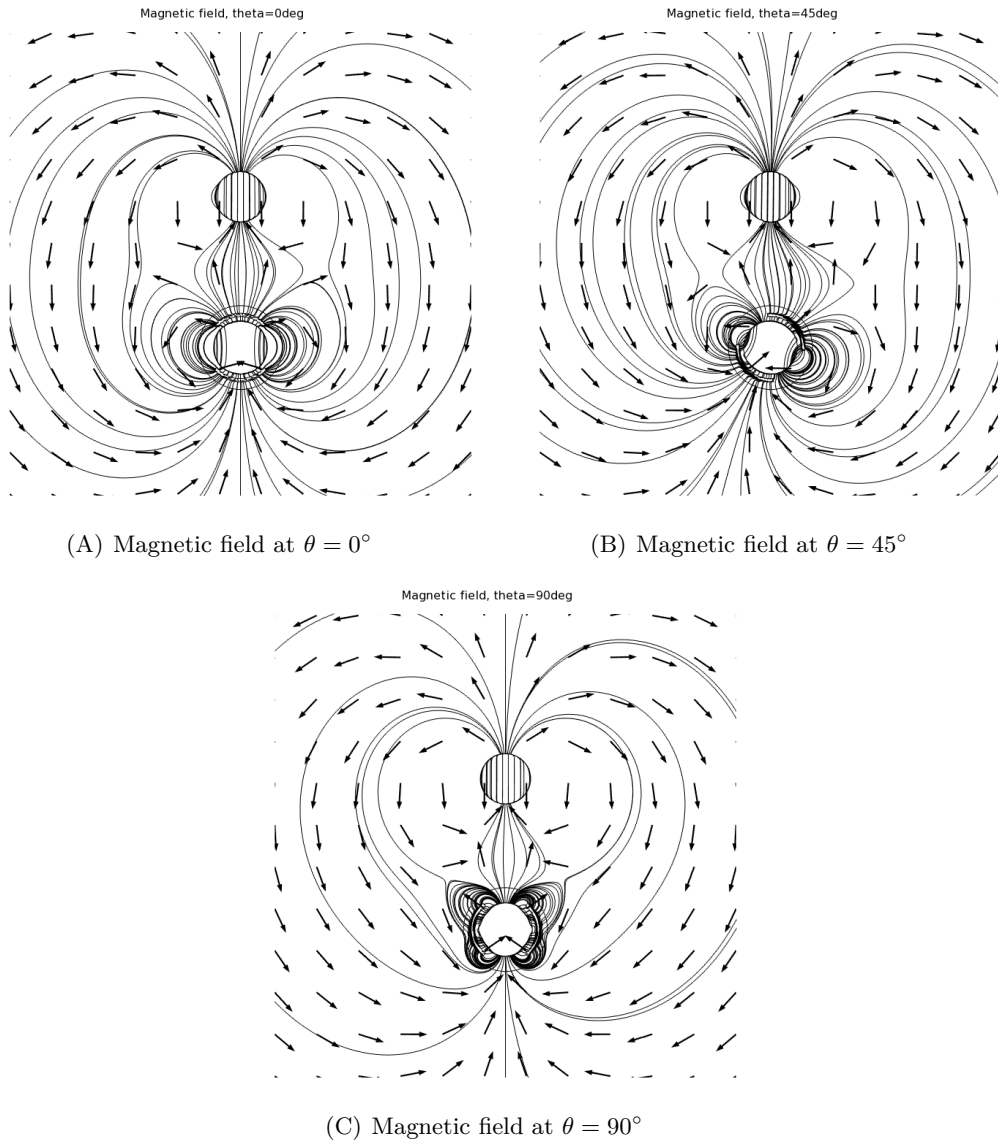 Magnetic field, theta=0deg
Magnetic field, theta=45deg
(A) Magnetic field at θ = 0°
(B) Magnetic field at θ = 45°
Magnetic field, theta=90deg
(C) Magnetic field at θ = 90°